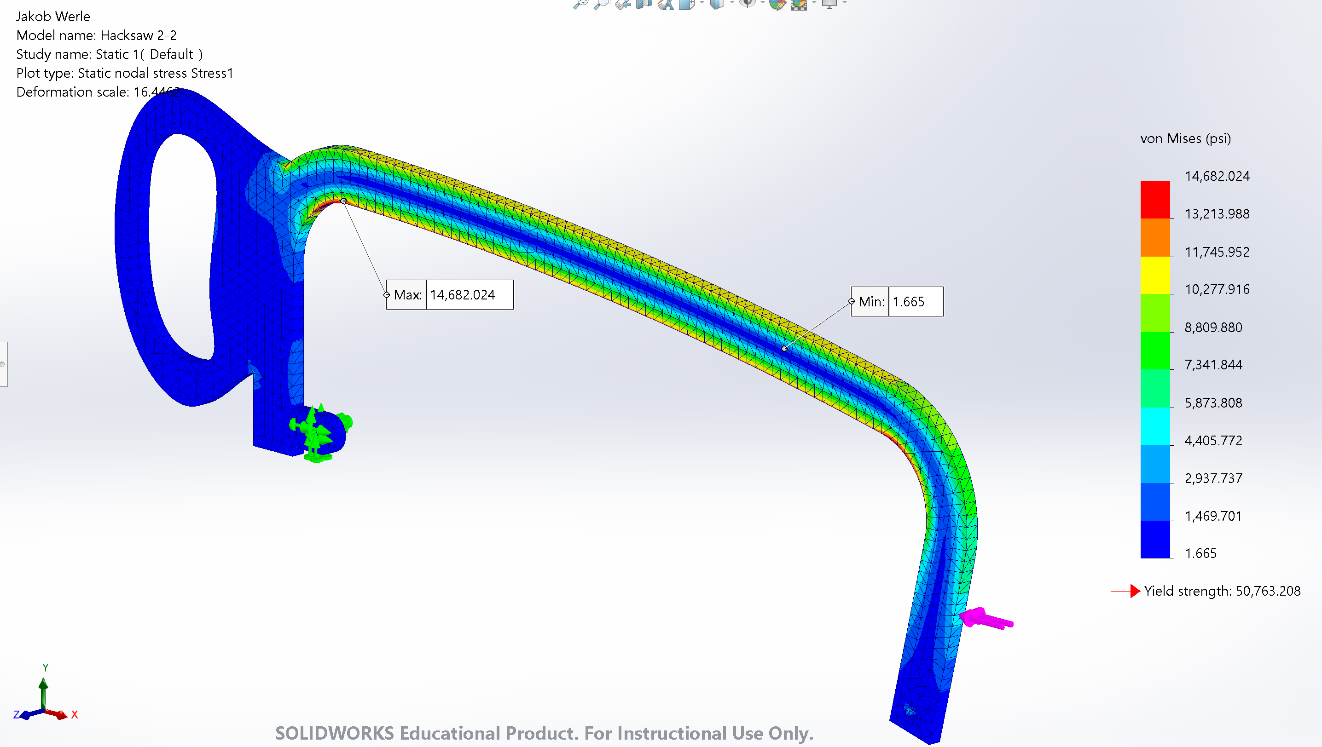 Jakob Werle
Model name: Hacksaw 2-2
Study name: Static 1( Default )
Plot type: Static nodal stress Stress1
Deformation scale: 16.446
von Mises (psi)
14,682.024
13,213.988
11,745.952
10,277.916
8,809.880
7,341.844
5,873.808
4,405.772
2,937.737
1,469.701
1.665
Yield strength: 50,763.208
Max: 14,682.024
Min: 1.665
Y
Z
X
SOLIDWORKS Educational Product. For Instructional Use Only.